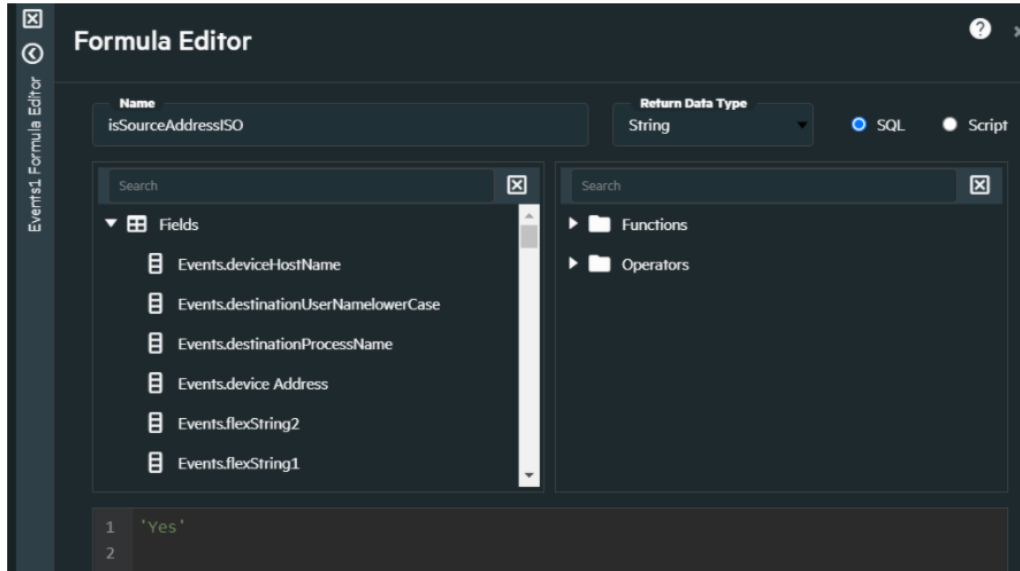 Events1 Formula Editor
Formula Editor
Name
isSourceAddressISO
Return Data Type
String
SQL
Script
Search
Fields
Events.deviceHostName
Events.destinationUserNamelowerCase
Events.destinationProcessName
Events.device Address
Events.flexString2
Events.flexString1
Search
Functions
Operators
1 'Yes'
2